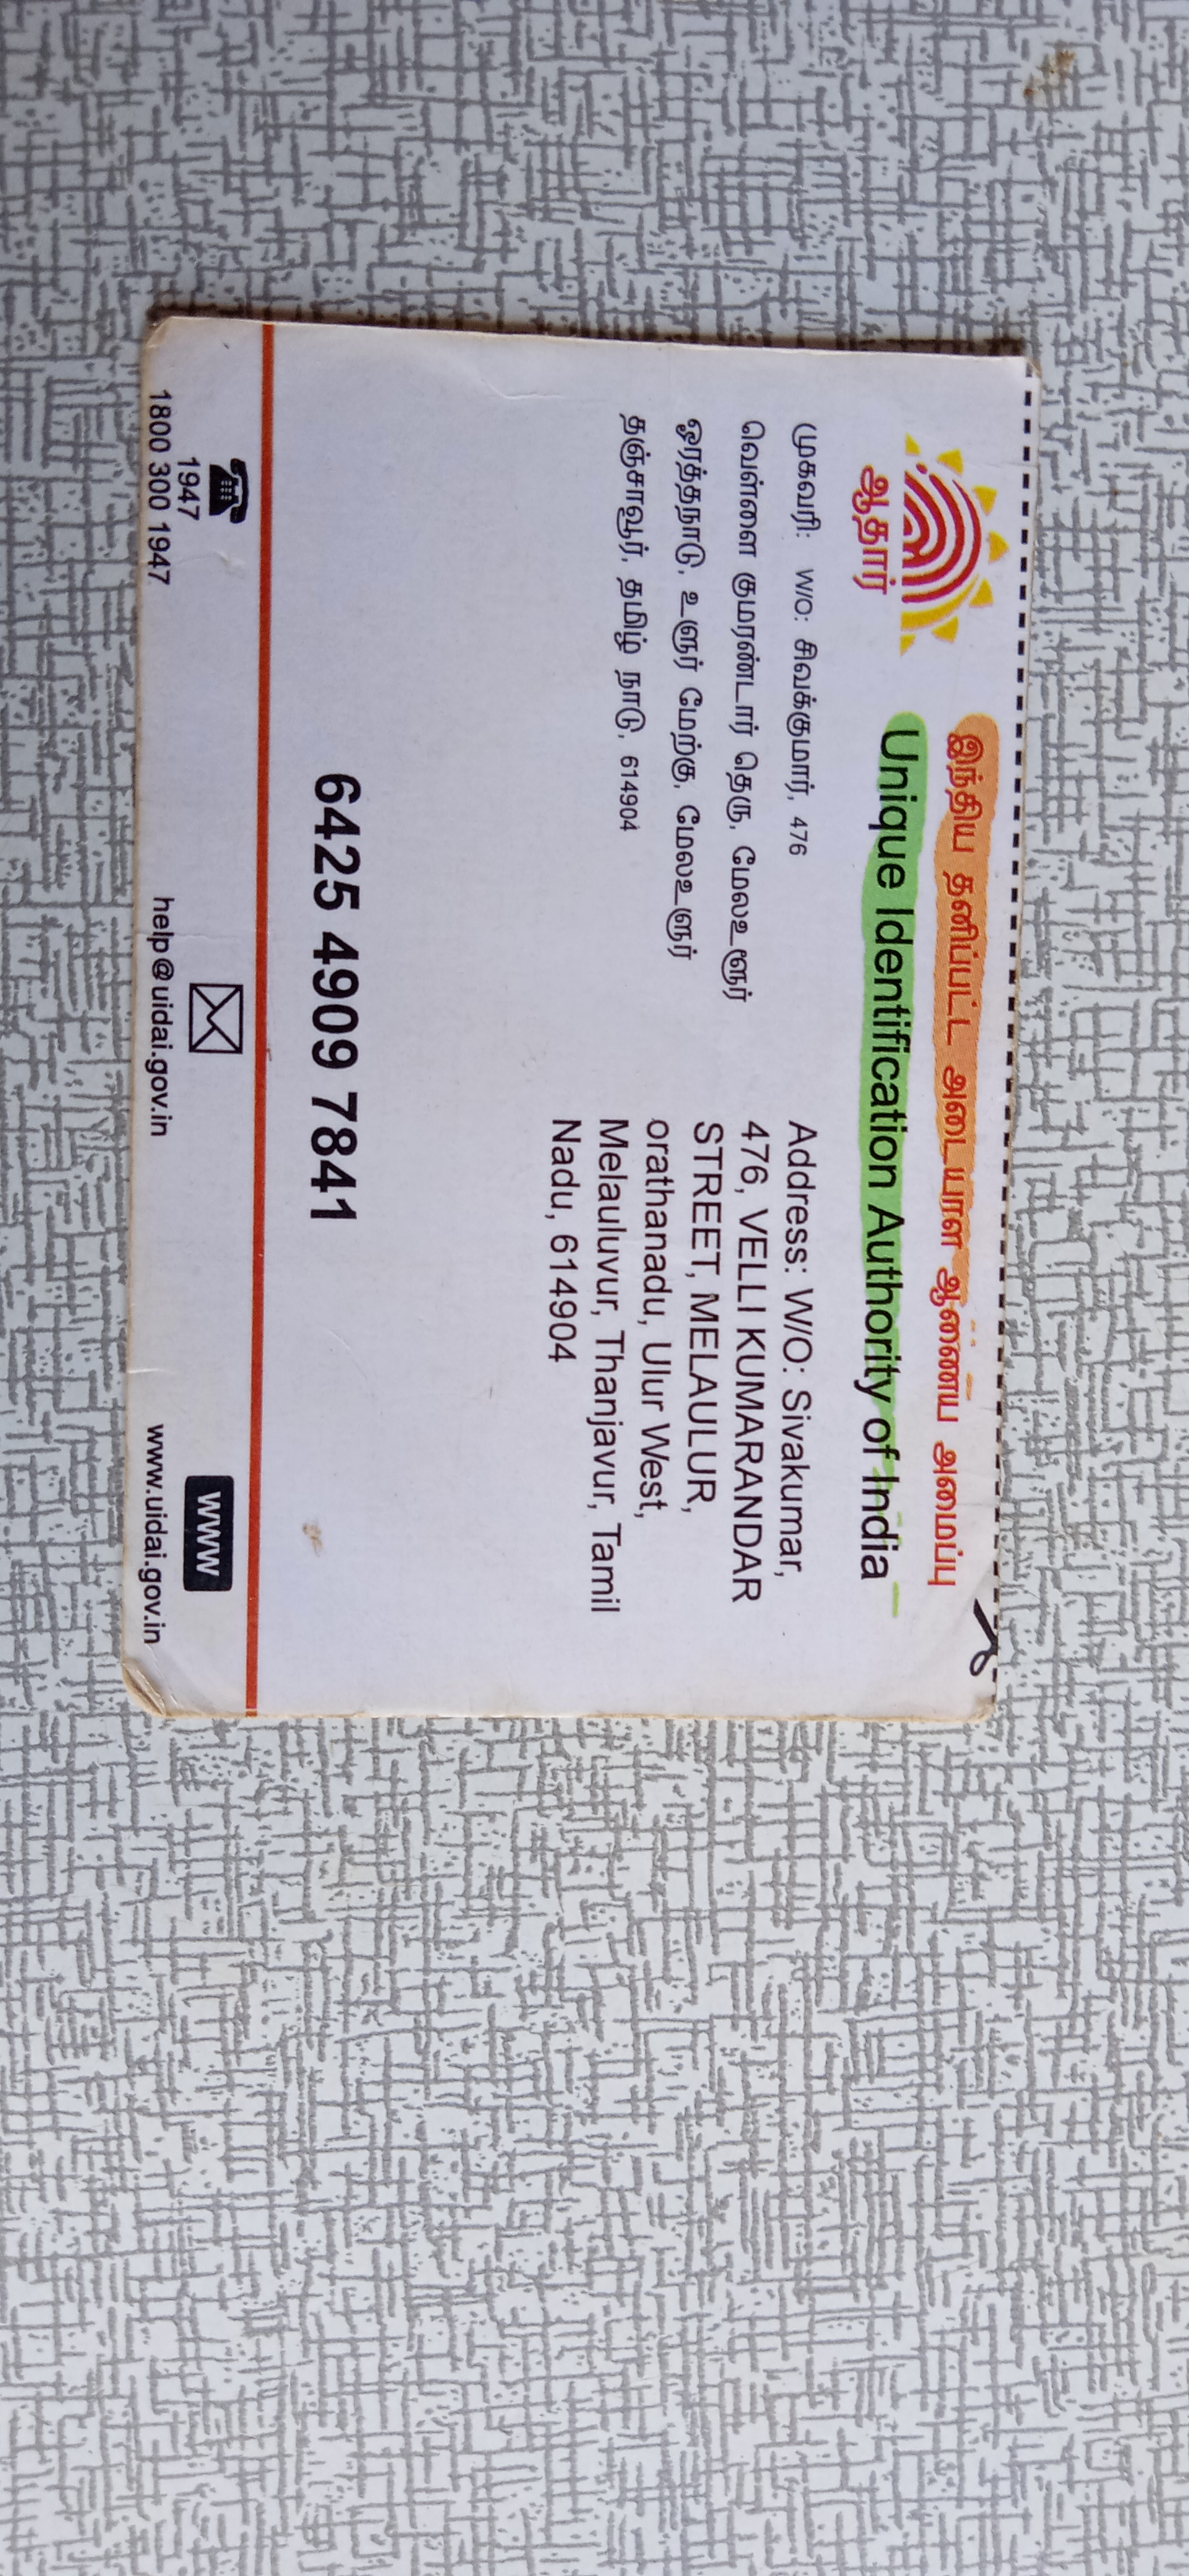 இந்திய தனிப்பட்ட அடையாள ஆணைய அமைப்பு
Unique Identification Authority of India
ஆதார்
முகவரி: W/O: சிவக்குமார், 476
வெள்ளை குமரண்டார் தெரு, மேலஉளூர்
ஓரத்தநாடு, உளுர் மேற்கு, மேலஉளுர்
தஞ்சாவூர், தமிழ் நாடு, 614904
Address: W/O: Sivakumar,
476, VELLI KUMARANDAR
STREET, MELAULUR,
orathanadu, Ulur West,
Melauluvur, Thanjavur, Tamil
Nadu, 614904
6425 4909 7841
1947
1800 300 1947
help@uidai.gov.in
www
www.uidai.gov.in